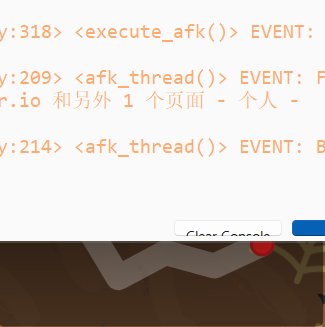 y:318> <execute_afk()> EVENT:
y:209> <afk_thread()> EVENT: F
r.io 和另外 1 个页面 - 个人 -
y:214> <afk_thread()> EVENT: B
Clear Console